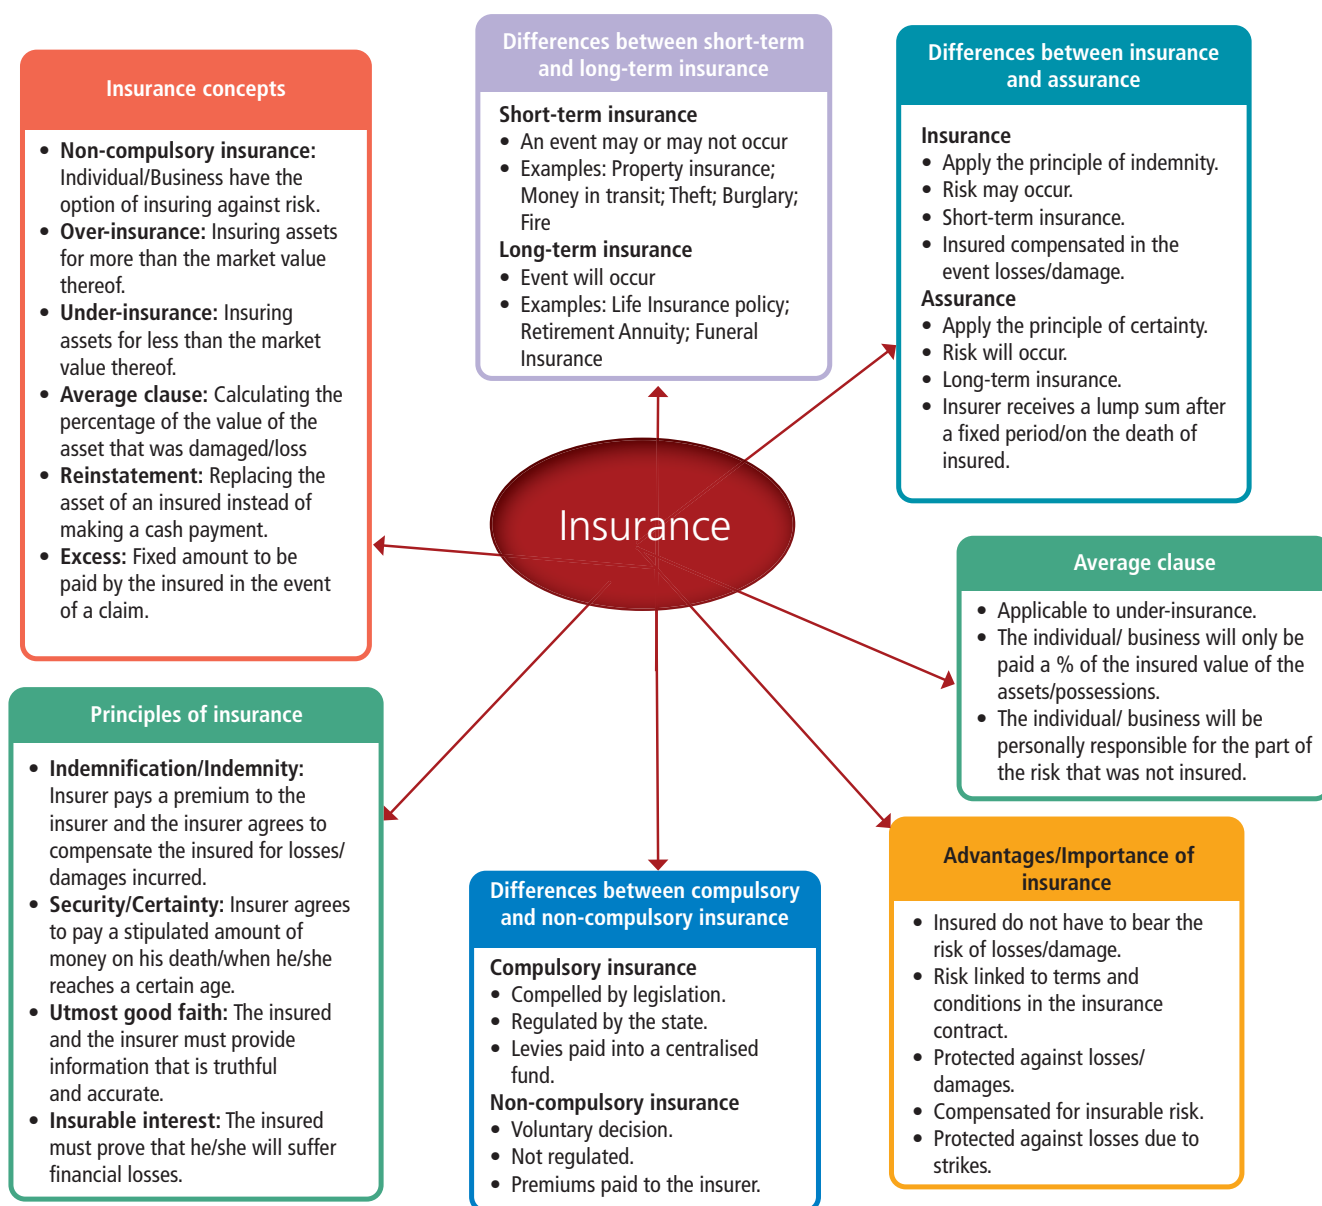 Insurance concepts
• Non-compulsory insurance:
Individual/Business have the
option of insuring against risk.
• Over-insurance: Insuring assets
for more than the market value
thereof.
• Under-insurance: Insuring
assets for less than the market
value thereof.
• Average clause: Calculating the
percentage of the value of the
asset that was damaged/loss
• Reinstatement: Replacing the
asset of an insured instead of
making a cash payment.
• Excess: Fixed amount to be
paid by the insured in the event
of a claim.
Differences between short-term
and long-term insurance
Short-term insurance
• An event may or may not occur
• Examples: Property insurance;
Money in transit; Theft; Burglary;
Fire
Long-term insurance
• Event will occur
• Examples: Life Insurance policy;
Retirement Annuity; Funeral
Insurance
Differences between insurance
and assurance
Insurance
• Apply the principle of indemnity.
• Risk may occur.
• Short-term insurance.
• Insured compensated in the
event losses/damage.
Assurance
• Apply the principle of certainty.
• Risk will occur.
• Long-term insurance.
• Insurer receives a lump sum after
a fixed period/on the death of
insured.
Insurance
Average clause
• Applicable to under-insurance.
• The individual/ business will only be
paid a % of the insured value of the
assets/possessions.
• The individual/ business will be
personally responsible for the part of
the risk that was not insured.
Principles of insurance
• Indemnification/Indemnity:
Insurer pays a premium to the
insurer and the insurer agrees to
compensate the insured for losses/
damages incurred.
• Security/Certainty: Insurer agrees
to pay a stipulated amount of
money on his death/when he/she
reaches a certain age.
• Utmost good faith: The insured
and the insurer must provide
information that is truthful
and accurate.
• Insurable interest: The insured
must prove that he/she will suffer
financial losses.
Differences between compulsory
and non-compulsory insurance
Compulsory insurance
• Compelled by legislation.
• Regulated by the state.
• Levies paid into a centralised
fund.
Non-compulsory insurance
• Voluntary decision.
• Not regulated.
• Premiums paid to the insurer.
Advantages/Importance of
insurance
• Insured do not have to bear the
risk of losses/damage.
• Risk linked to terms and
conditions in the insurance
contract.
• Protected against losses/
damages.
• Compensated for insurable risk.
• Protected against losses due to
strikes.